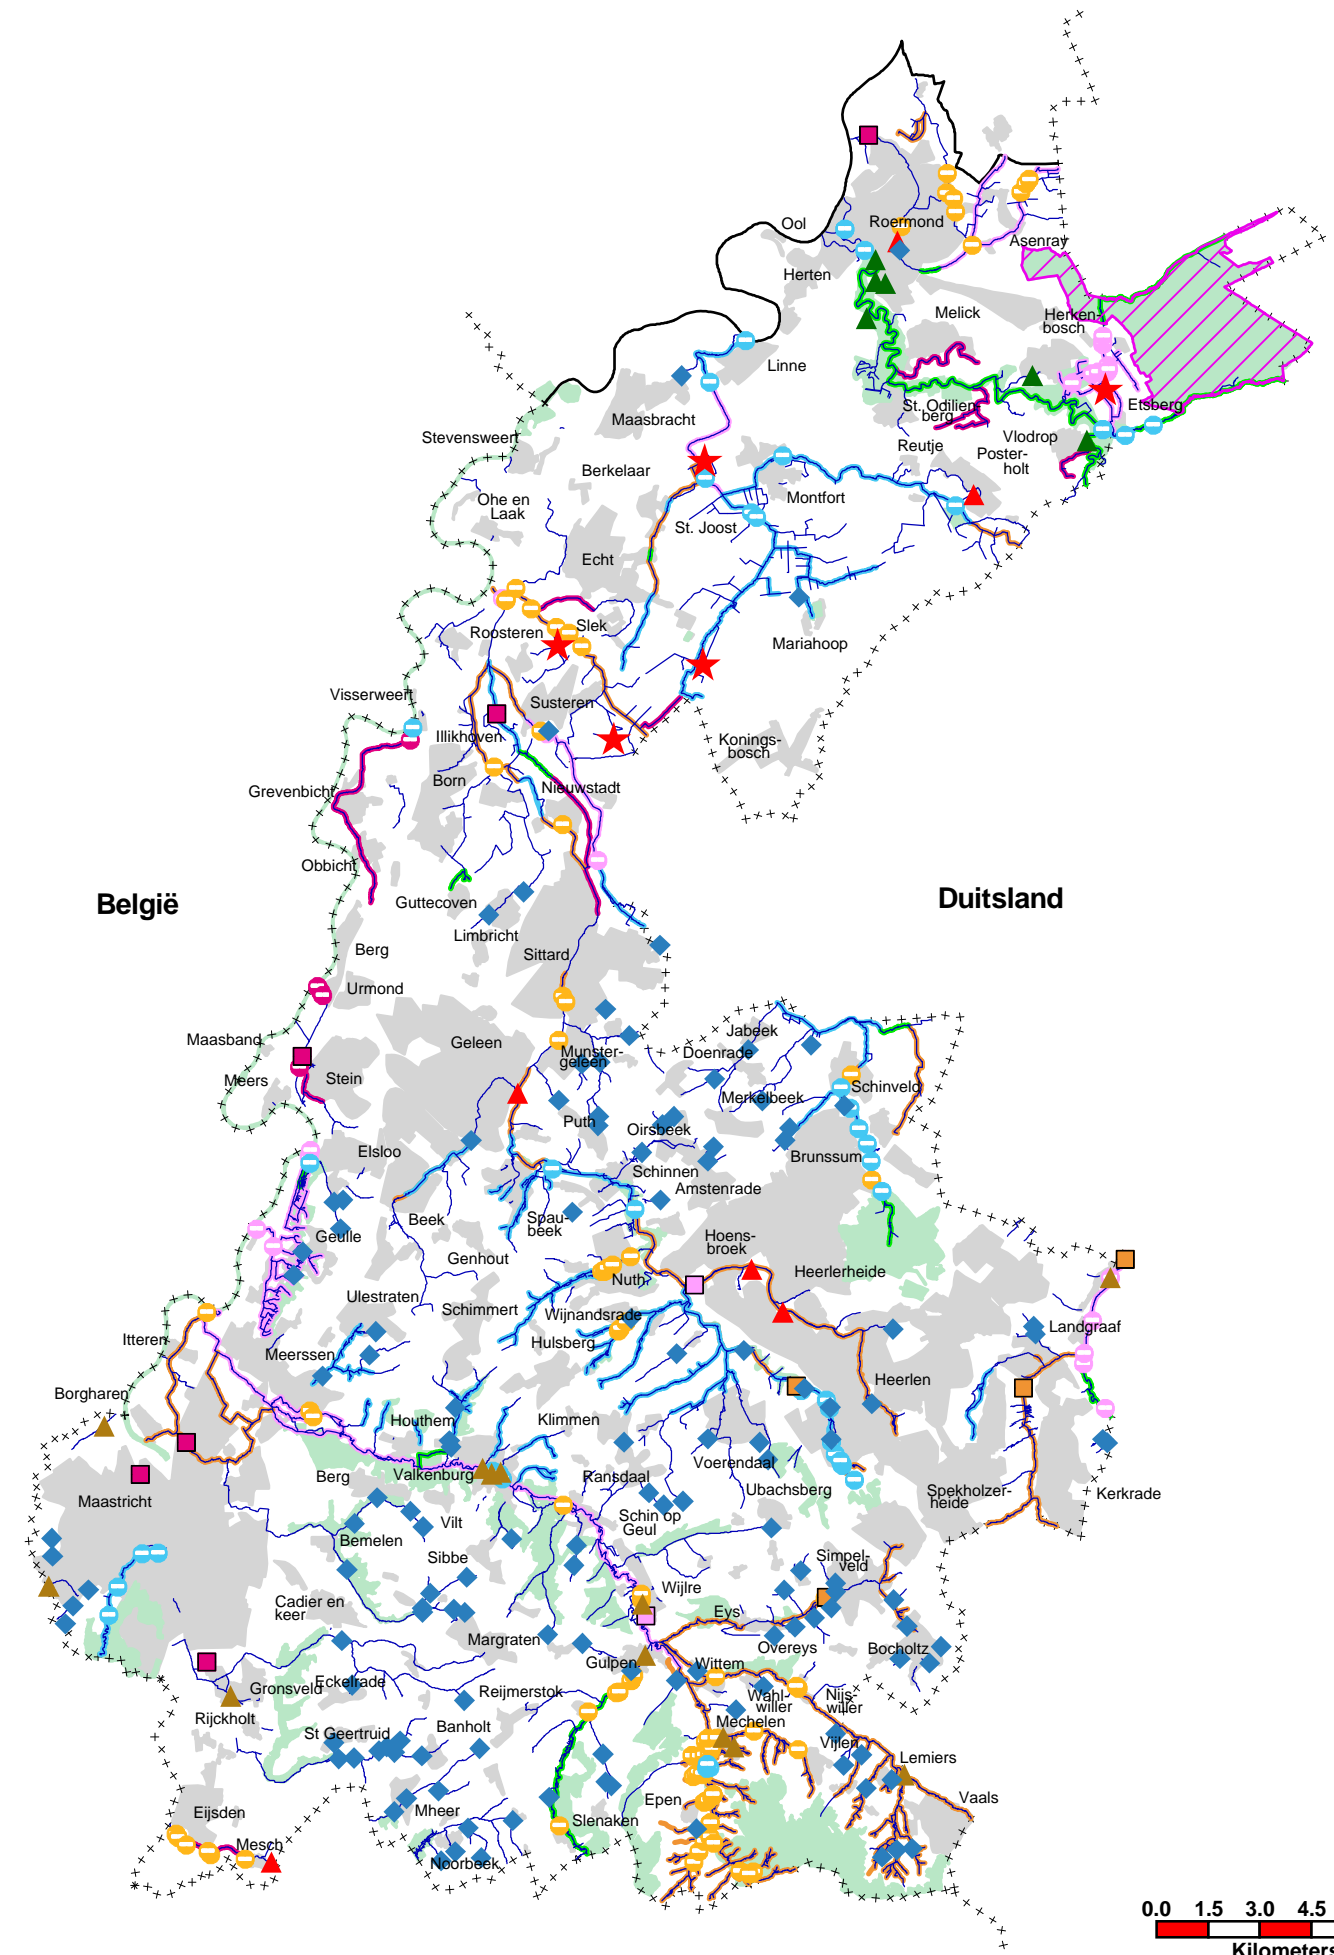 Ool
Roermond
Asenray
Herten
Melick
Herken-
bosch
Linne
Maasbracht
St. Odilien-
berg
Etsberg
Stevensweert
Reutje
Vlodrop
Poster-
holt
Berkelaar
Ohe en
Laak
Montfort
St. Joost
Echt
Roosteren
Slek
Mariahoop
Visserweert
Susteren
Illikhoven
Konings-
bosch
Born
Grevenbicht
Nieuwstadt
Obbicht
België
Duitsland
Guttecoven
Limbricht
Berg
Sittard
Urmond
Maasband
Geleen
Jabeek
Doenrade
Munster-
geleen
Meers
Stein
Schinveld
Merkelbeek
Puth
Oirsbeek
Elsloo
Brunssum
Schinnen
Amstenrade
Beek
Spau-
beek
Geulle
Hoens-
broek
Genhout
Heerlerheide
Nuth
Ulestraten
Schimmert
Wijnandsrade
Landgraaf
Itteren
Hulsberg
Meerssen
Heerlen
Borgharen
Houthem
Klimmen
Berg
Valkenburg
Voerendaal
Ransdaal
Ubachsberg
Spekholzer-
heide
Kerkrade
Maastricht
Schin op
Geul
Vilt
Bemelen
Sibbe
Simpel-
veld
Wijlre
Cadier en
keer
Eys
Margraten
Overeys
Bocholtz
Gulpen
Wittem
Gronsveld
Eckelrade
Reijmerstok
Wahl-
willer
Nijs-
willer
Rijckholt
St Geertruid
Banholt
Mechelen
Vijlen
Lemiers
Epen
Vaals
Eijsden
Mheer
Slenaken
Mesch
Noorbeek
0.0 1.5 3.0 4.5
Kilometers